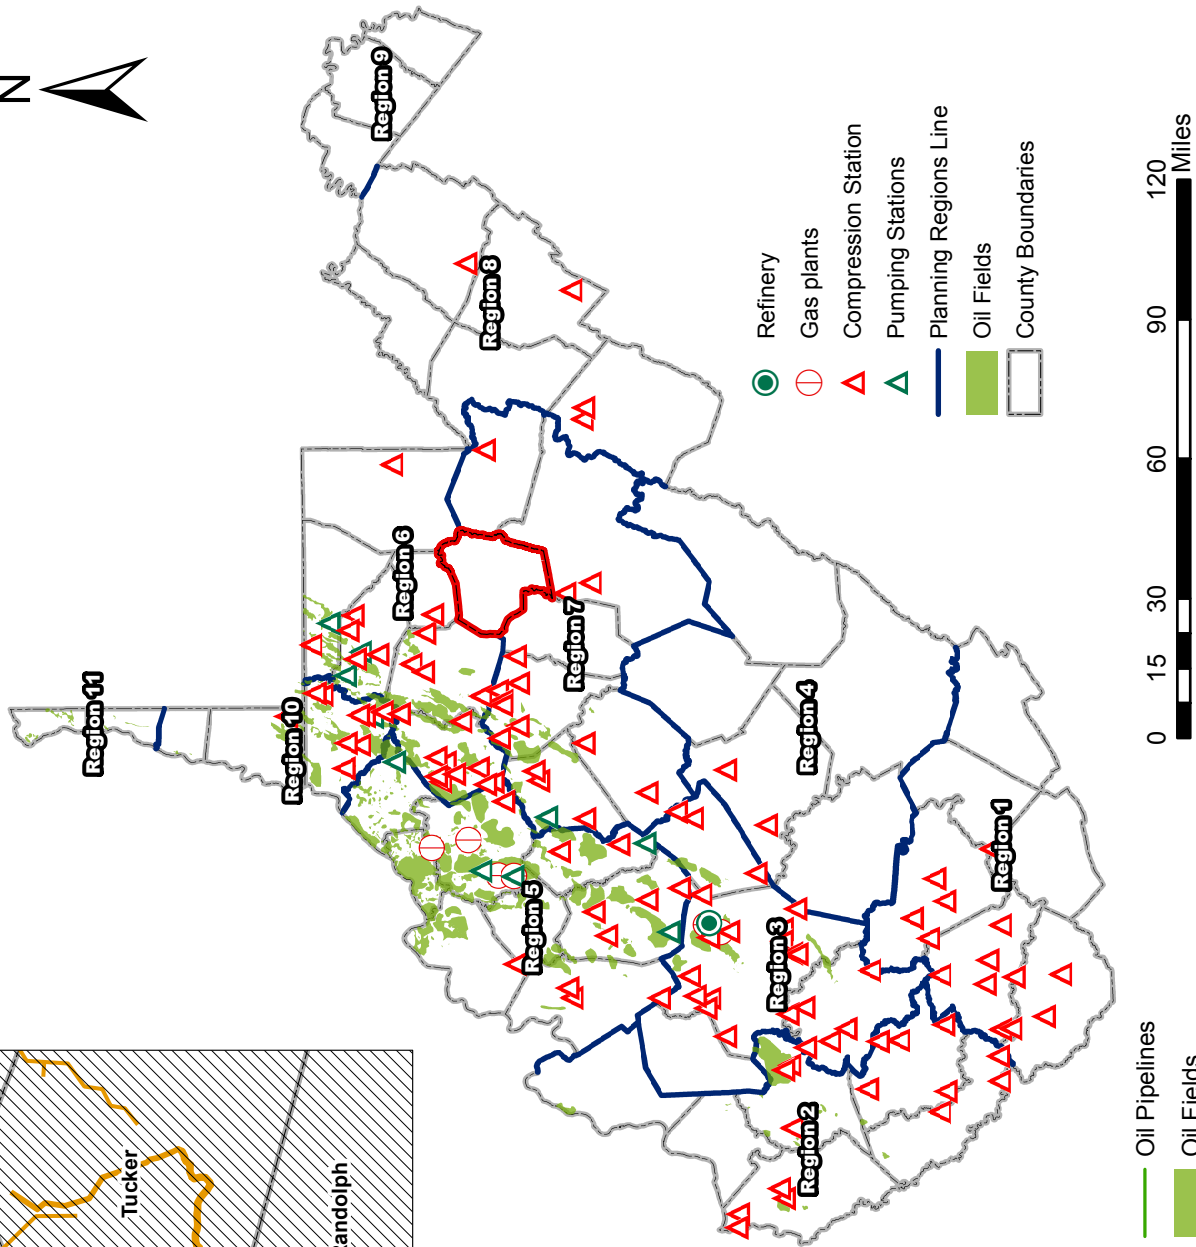 N
Region 11
Region 10
Region 9
Region 8
Region 6
Region 7
Region 5
Region 4
Region 3
Region 1
Region 2
Refinery
Gas plants
Compression Station
Pumping Stations
Planning Regions Line
Oil Fields
County Boundaries
0 15 30 60 90 120
Miles
Tucker
Oil Pipelines
Oil Fields